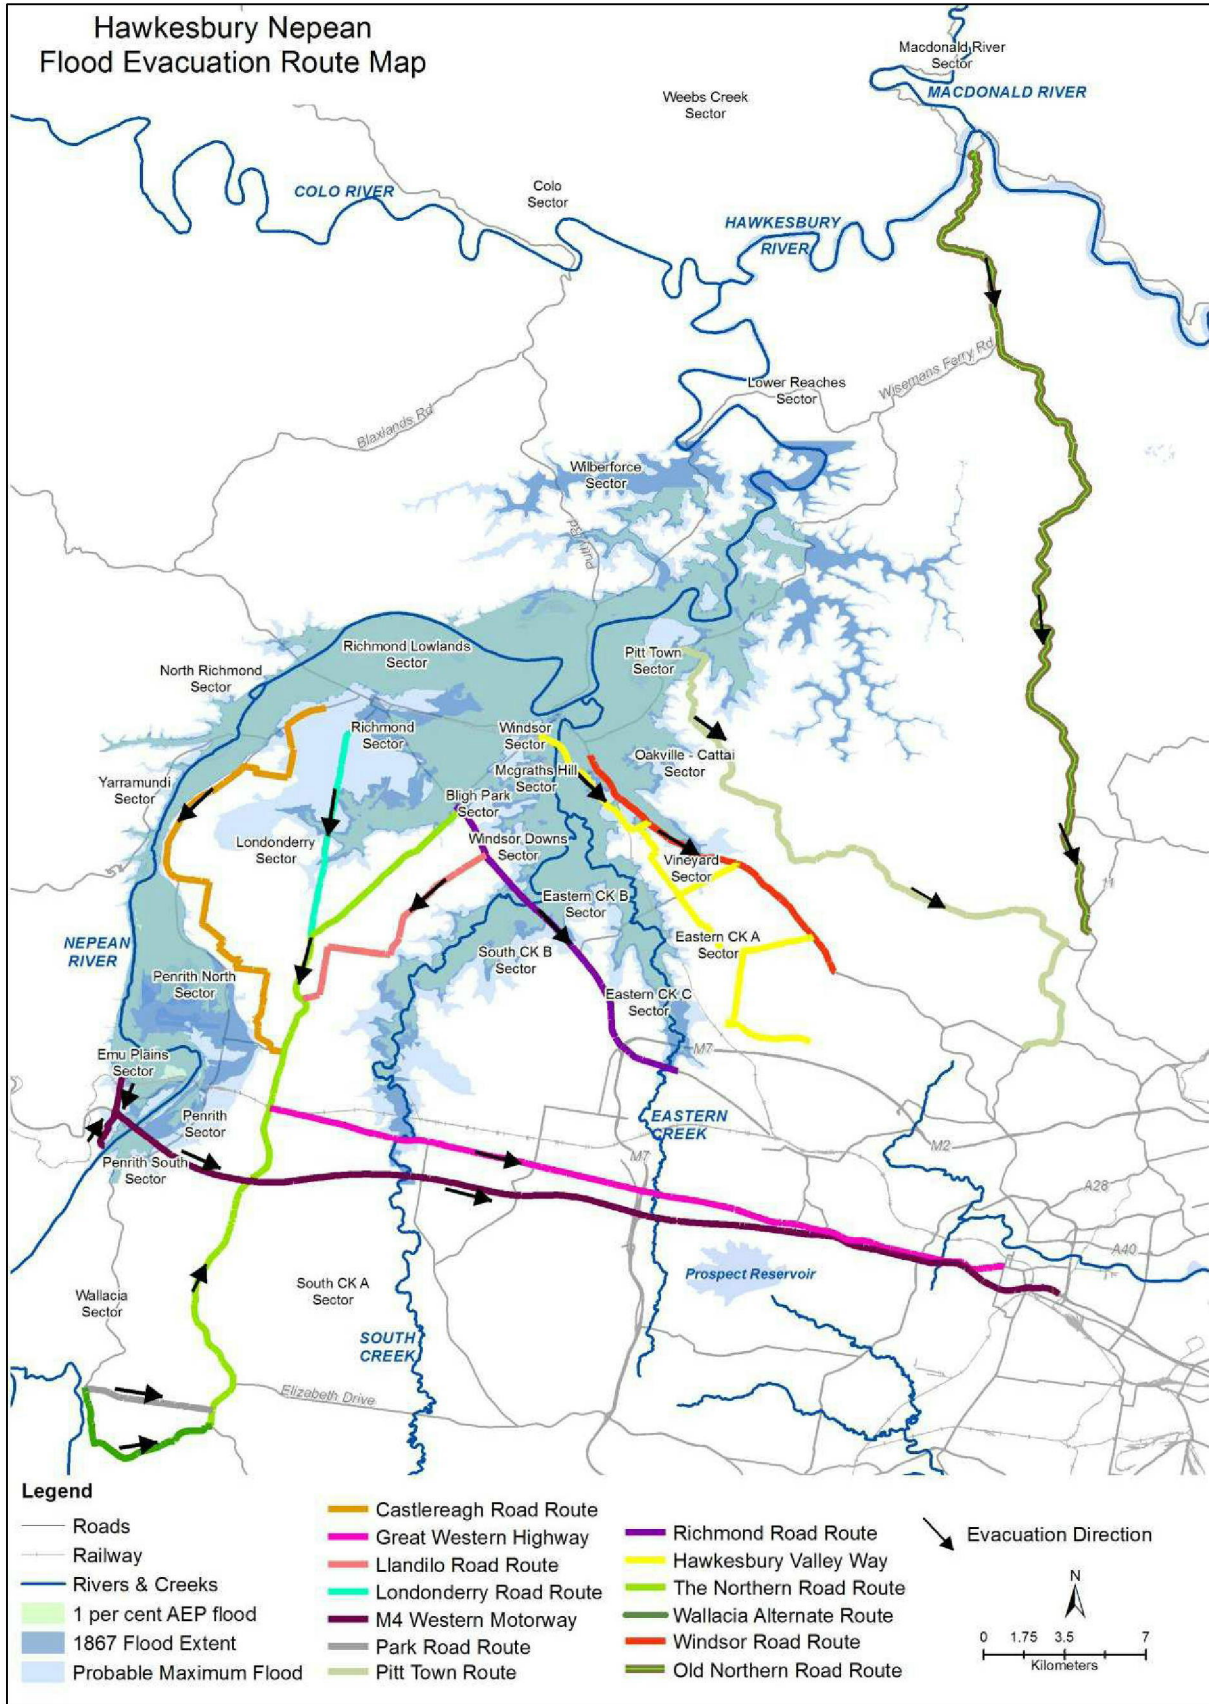 Hawkesbury Nepean
Flood Evacuation Route Map
Macdonald River
Sector
MACDONALD RIVER
Weebs Creek
Sector
COLO RIVER
Colo
Sector
HAWKESBURY
RIVER
Wisemans Ferry Rd
Lower Reaches
Sector
Blaxlands Rd
Wilberforce
Sector
Putty Rd
Richmond Lowlands
Sector
Pitt Town
Sector
North Richmond
Sector
Richmond
Sector
Windsor
Sector
Oakville - Cattai
Sector
Mcgraths Hill
Sector
Yarramundi
Sector
Bligh Park
Sector
Londonderry
Sector
Windsor Downs
Sector
Vineyard
Sector
Eastern CK B
Sector
NEPEAN
RIVER
South CK B
Sector
Eastern CK A
Sector
Penrith North
Sector
Eastern CK C
Sector
Emu Plains
Sector
M7
Penrith
Sector
EASTERN
CREEK
M2
Penrith South
Sector
M7
A28
A40
Prospect Reservoir
South CK A
Sector
Wallacia
Sector
SOUTH
CREEK
Elizabeth Drive
Legend
Roads
Railway
Rivers & Creeks
1 per cent AEP flood
1867 Flood Extent
Probable Maximum Flood
Castlereagh Road Route
Great Western Highway
Llandilo Road Route
Londonderry Road Route
M4 Western Motorway
Park Road Route
Pitt Town Route
Richmond Road Route
Hawkesbury Valley Way
The Northern Road Route
Wallacia Alternate Route
Windsor Road Route
Old Northern Road Route
Evacuation Direction
N
0 1.75 3.5 7
Kilometers